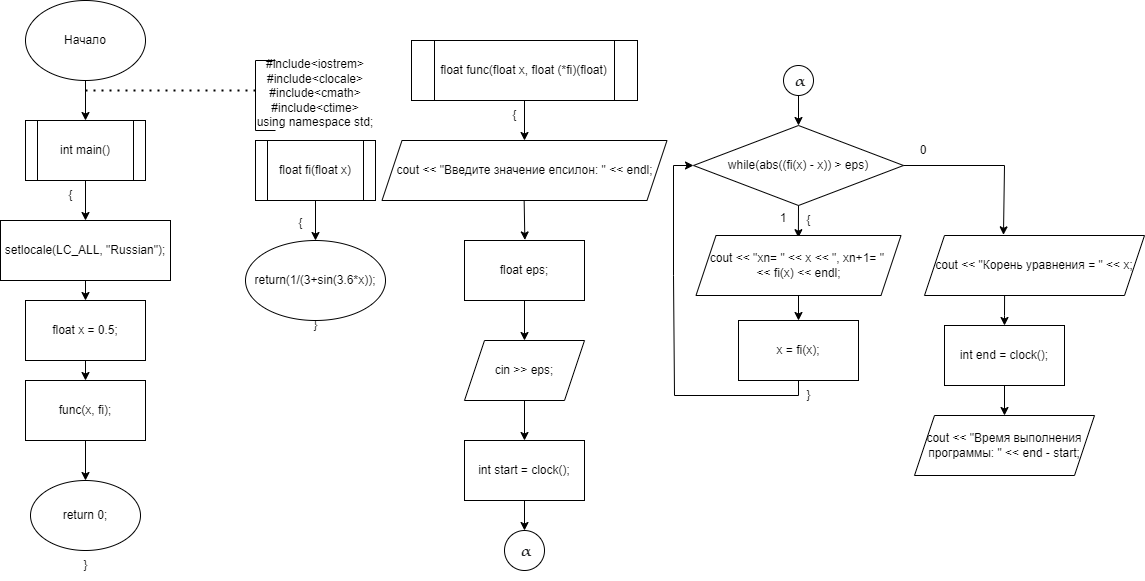 Начало
int main()
{
setlocale(LC_ALL, "Russian");
float x = 0.5;
func(x, fi);
return 0;
}
#Include<iostrem>
#include<clocale>
#include<cmath>
#include<ctime>
using namespace std;
float fi(float x)
{
return(1/(3+sin(3.6*x));
}
float func(float x, float (*fi)(float)
{
cout << "Введите значение епсилон: " << endl;
float eps;
cin >> eps;
int start = clock();
α
α
while(abs((fi(x) - x)) > eps)
0
1
{
cout << "xn= " << x << ", xn+1= "
<< fi(x) << endl;
x = fi(x);
}
cout << "Корень уравнения = " << x;
int end = clock();
cout << "Время выполнения
программы: " << end - start;